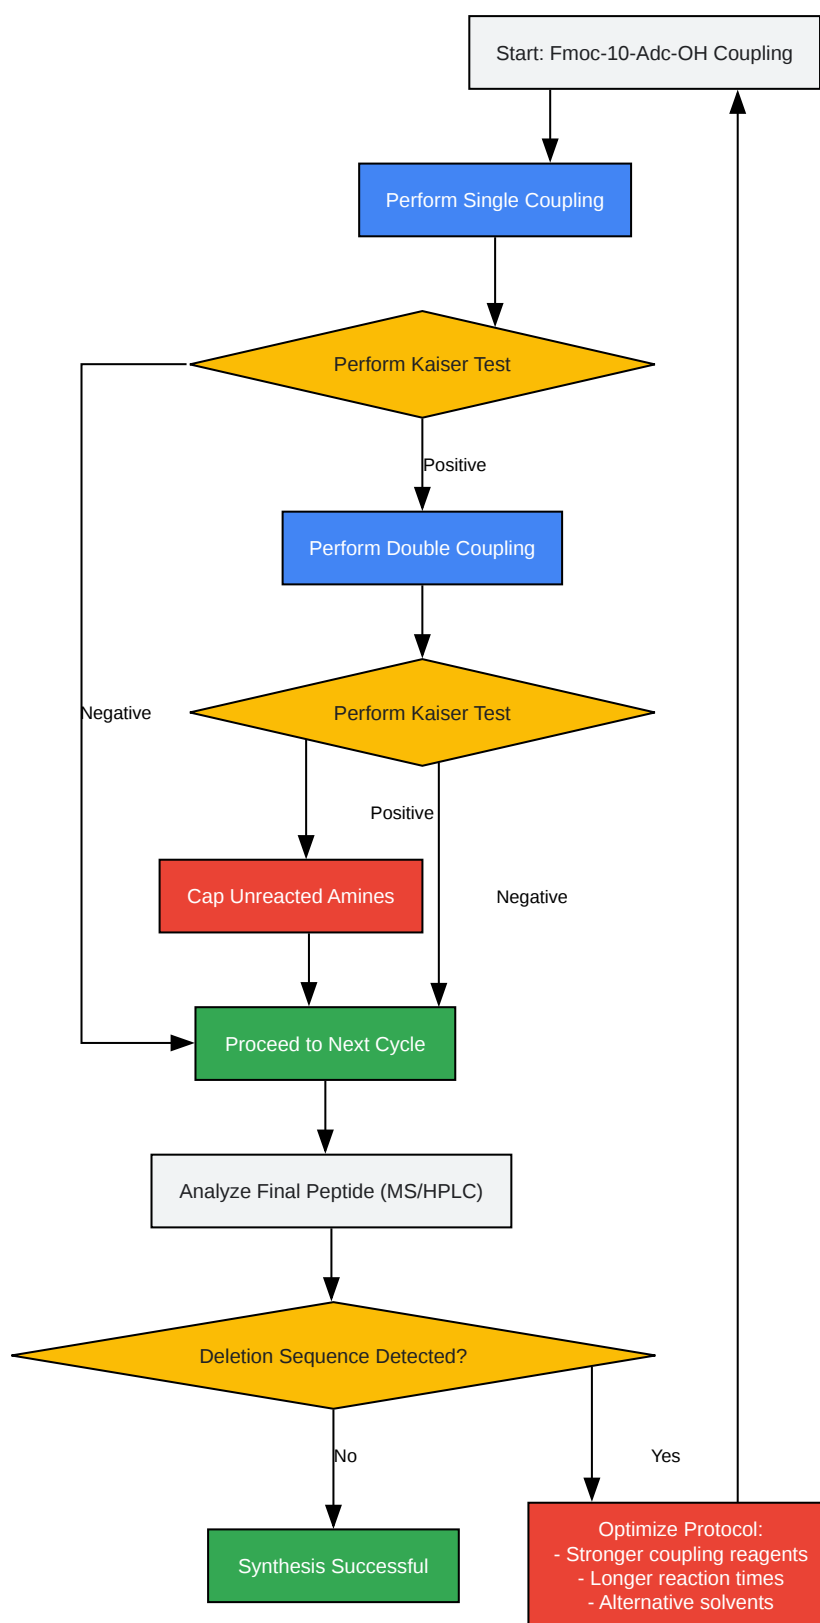 Start: Fmoc-10-Adc-OH Coupling
Perform Single Coupling
Perform Kaiser Test
Positive
Perform Double Coupling
Negative
Perform Kaiser Test
Positive
Cap Unreacted Amines
Negative
Proceed to Next Cycle
Analyze Final Peptide (MS/HPLC)
Deletion Sequence Detected?
No
Yes
Synthesis Successful
Optimize Protocol:
- Stronger coupling reagents
- Longer reaction times
- Alternative solvents